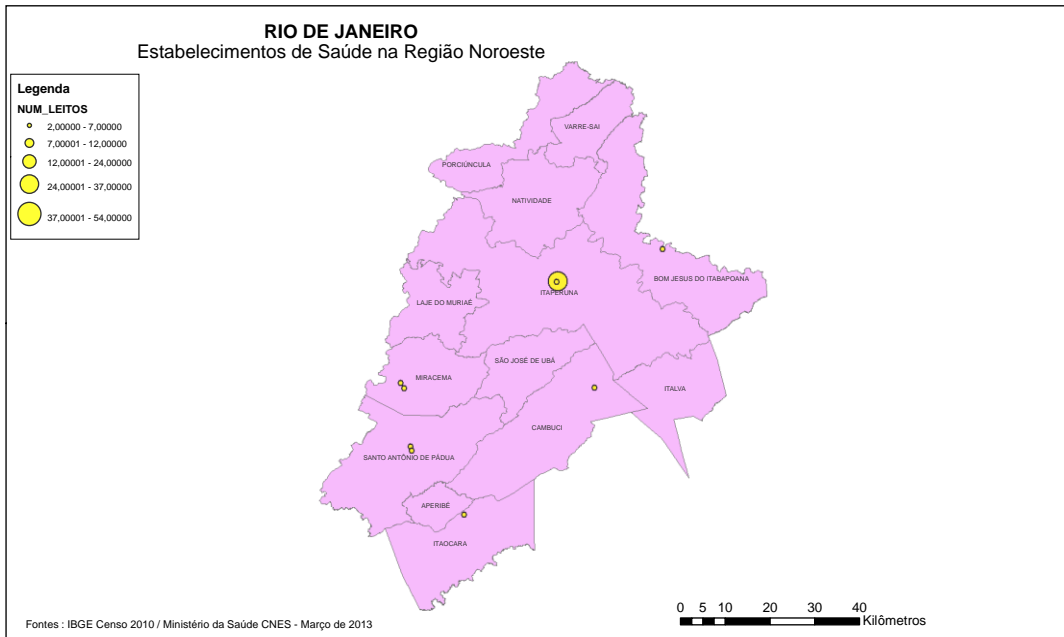 RIO DE JANEIRO
Estabelecimentos de Saúde na Região Noroeste
Legenda
NUM_LEITOS
2,00000 - 7,00000
7,00001 - 12,00000
12,00001 - 24,00000
24,00001 - 37,00000
37,00001 - 54,00000
VARRE-SAI
PORCIÚNCULA
NATIVIDADE
BOM JESUS DO ITABAPOANA
ITAPERUNA
LAJE DO MURIAÉ
SÃO JOSÉ DE UBÁ
MIRACEMA
ITALVA
CAMBUCI
SANTO ANTÔNIO DE PÁDUA
APERIBÉ
ITAOCARA
0 5 10 20 30 40
Quilômetros
Fontes : IBGE Censo 2010 / Ministério da Saúde CNES - Março de 2013